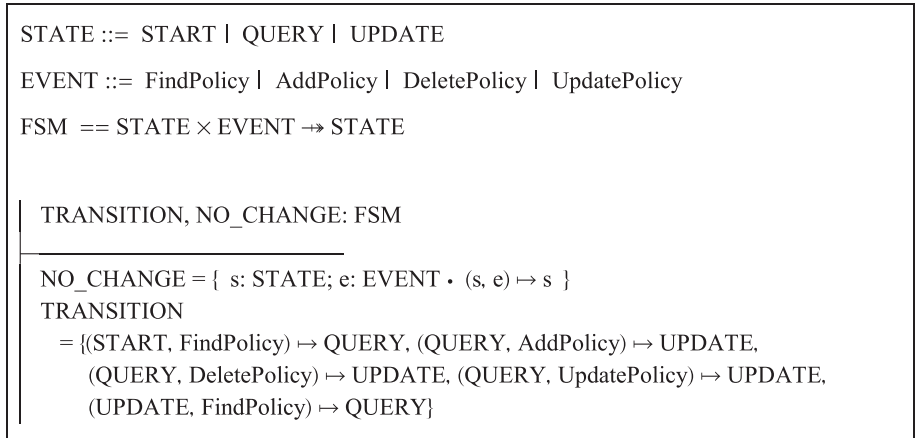 STATE ::= START | QUERY | UPDATE
EVENT ::= FindPolicy | AddPolicy | DeletePolicy | UpdatePolicy
FSM == STATE × EVENT ↠ STATE
TRANSITION, NO_CHANGE: FSM
NO_CHANGE = { s: STATE; e: EVENT • (s, e) ↦ s }
TRANSITION
= {(START, FindPolicy) ↦ QUERY, (QUERY, AddPolicy) ↦ UPDATE,
(QUERY, DeletePolicy) ↦ UPDATE, (QUERY, UpdatePolicy) ↦ UPDATE,
(UPDATE, FindPolicy) ↦ QUERY}